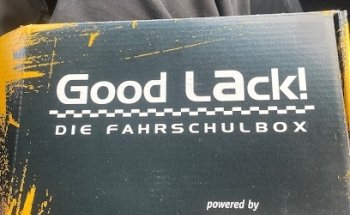 Good LAck!
DIE FAHRSCHULBOX
powered by